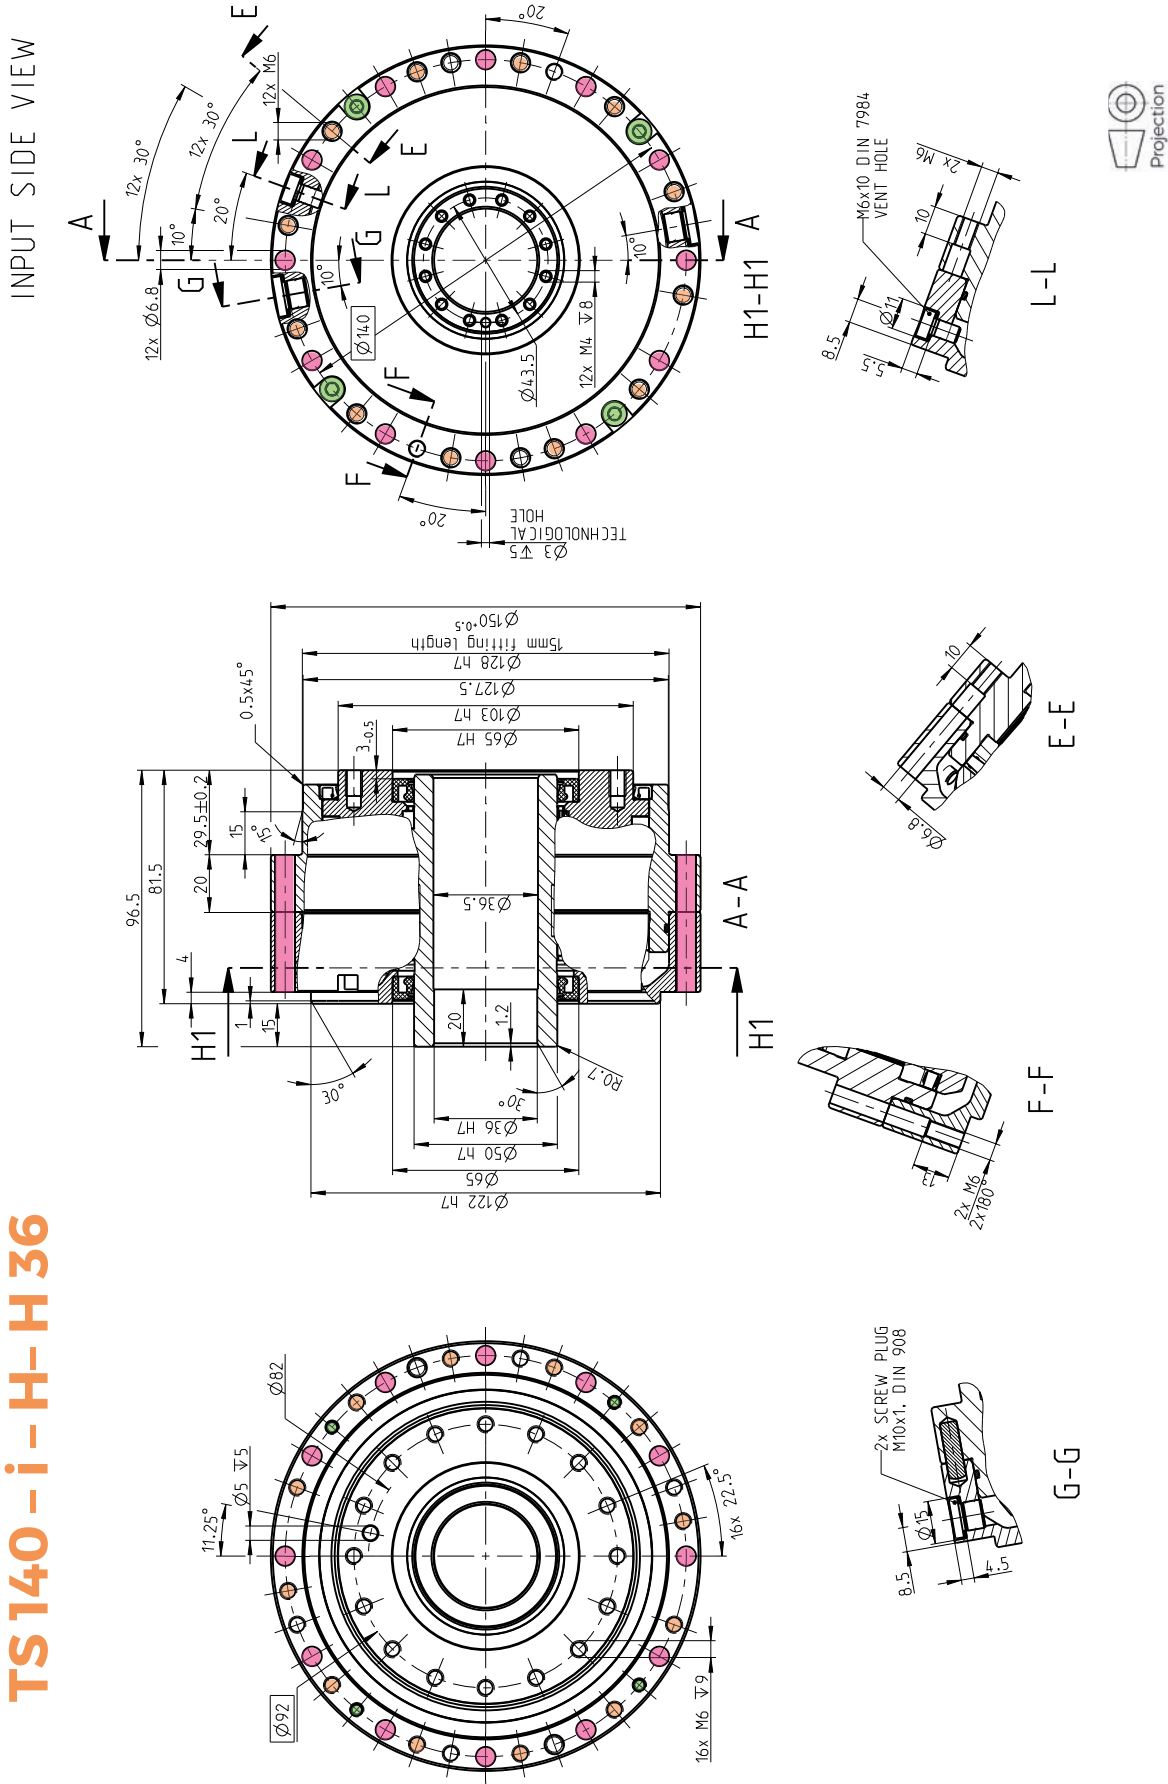 TS 140 – i – H – H 36
INPUT SIDE VIEW
Ø92
16x M6 ↧9
11.25°
Ø5 ↧5
Ø82
16x 22.5°
H1
H1
96.5
81.5
4
1
15
20
29.5±0.2
15
15°
0.5x45°
3-0.5
30°
20
1.2
Ø36.5
30°
R0.7
Ø36 H7
Ø50 h7
Ø65
Ø122 h7
Ø65 H7
Ø103 h7
Ø127.5
Ø128 h7
15mm fitting length
Ø150+0.5
A-A
A
A
12x Ø6.8
12x 30°
12x 30°
10°
20°
12x M6
E
E
L
L
G
G
10°
Ø140
F
F
20°
20°
10°
Ø43.5
12x M4 ↧8
Ø3 ↧5
TECHNOLOGICAL
HOLE
H1-H1
2x SCREW PLUG
M10x1. DIN 908
8.5
Ø15
4.5
G-G
13
2x M6
2x180°
F-F
Ø6.8
10
E-E
M6x10 DIN 7984
VENT HOLE
8.5
5.5
Ø11
10
2x M6
L-L
Projection